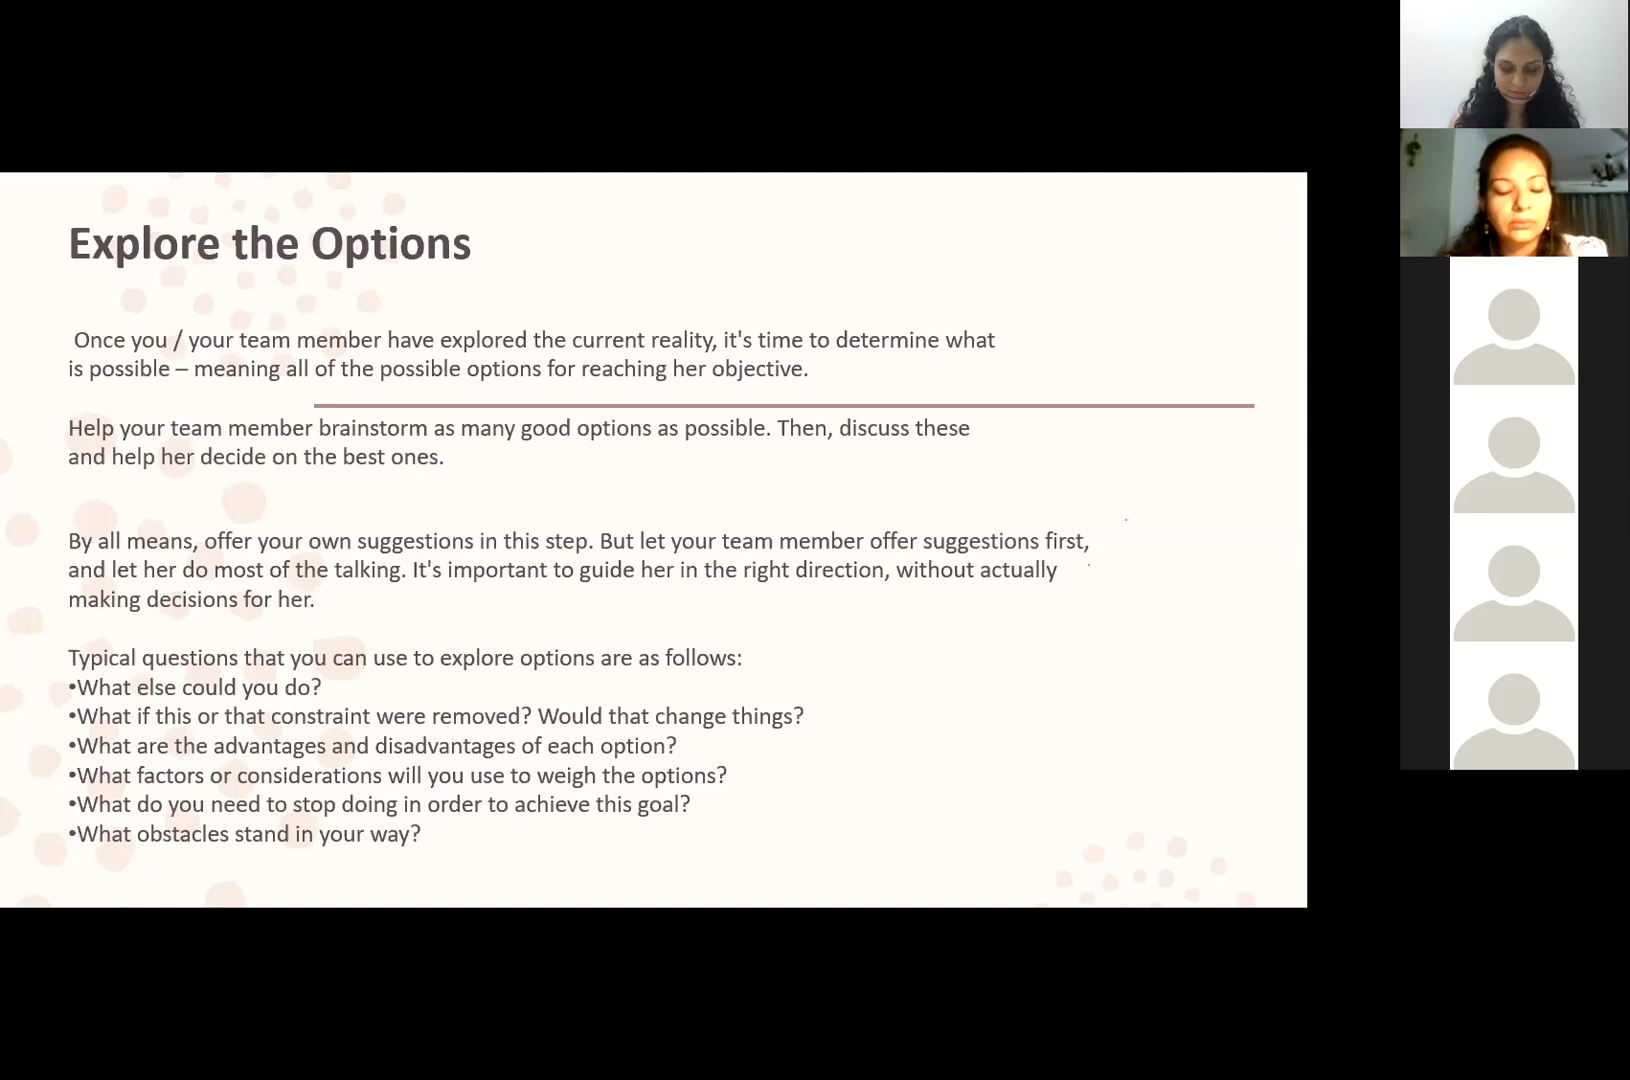 Explore the Options
Once you / your team member have explored the current reality, it's time to determine what
is possible – meaning all of the possible options for reaching her objective.
Help your team member brainstorm as many good options as possible. Then, discuss these
and help her decide on the best ones.
By all means, offer your own suggestions in this step. But let your team member offer suggestions first,
and let her do most of the talking. It's important to guide her in the right direction, without actually
making decisions for her.
Typical questions that you can use to explore options are as follows:
•What else could you do?
•What if this or that constraint were removed? Would that change things?
•What are the advantages and disadvantages of each option?
•What factors or considerations will you use to weigh the options?
•What do you need to stop doing in order to achieve this goal?
•What obstacles stand in your way?